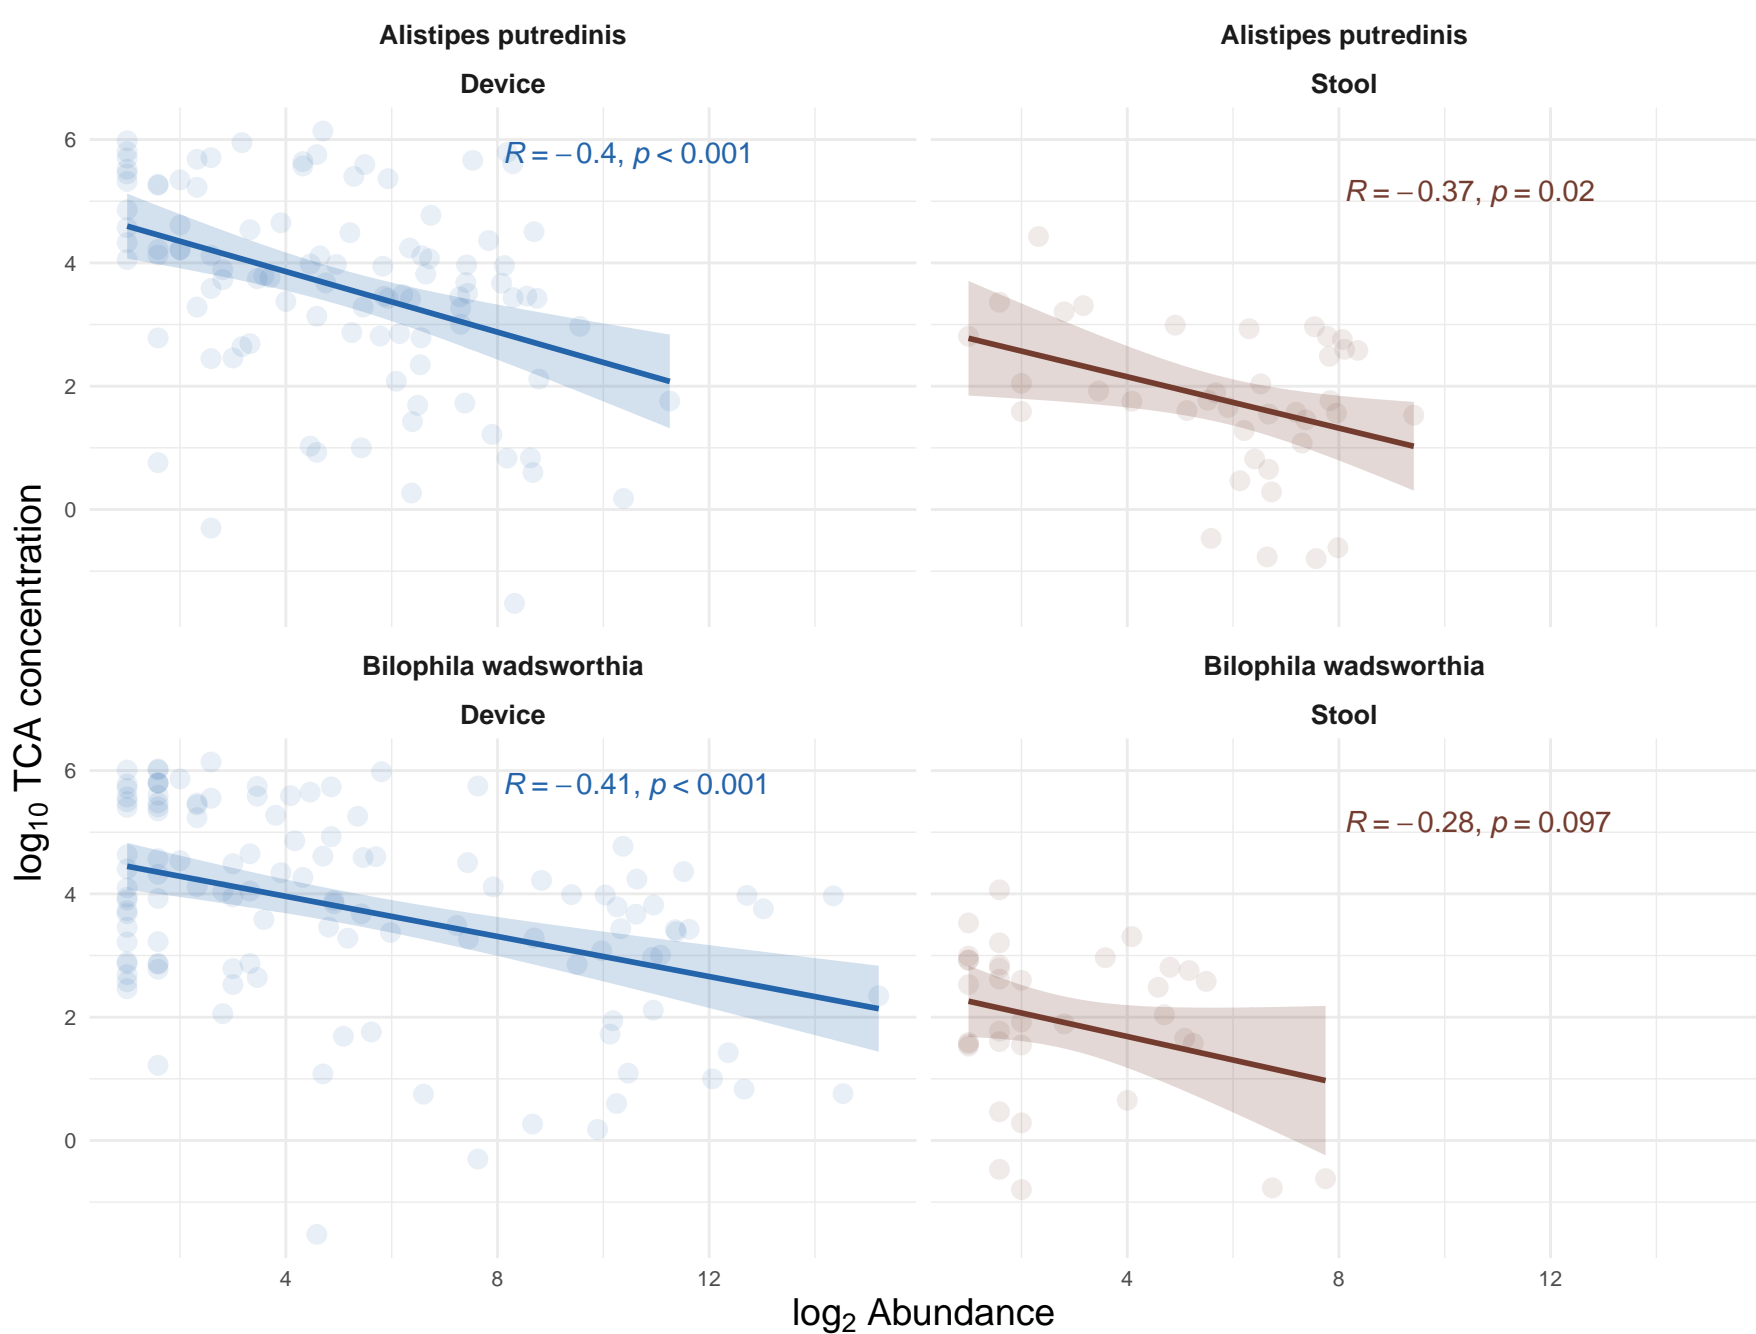 Alistipes putredinis
Alistipes putredinis
Device
Stool
6
4
2
0
R = −0.4, p < 0.001
R = −0.37, p = 0.02
log10 TCA concentration
Bilophila wadsworthia
Bilophila wadsworthia
Device
Stool
6
4
2
0
R = −0.41, p < 0.001
R = −0.28, p = 0.097
4
8
12
4
8
12
log2 Abundance